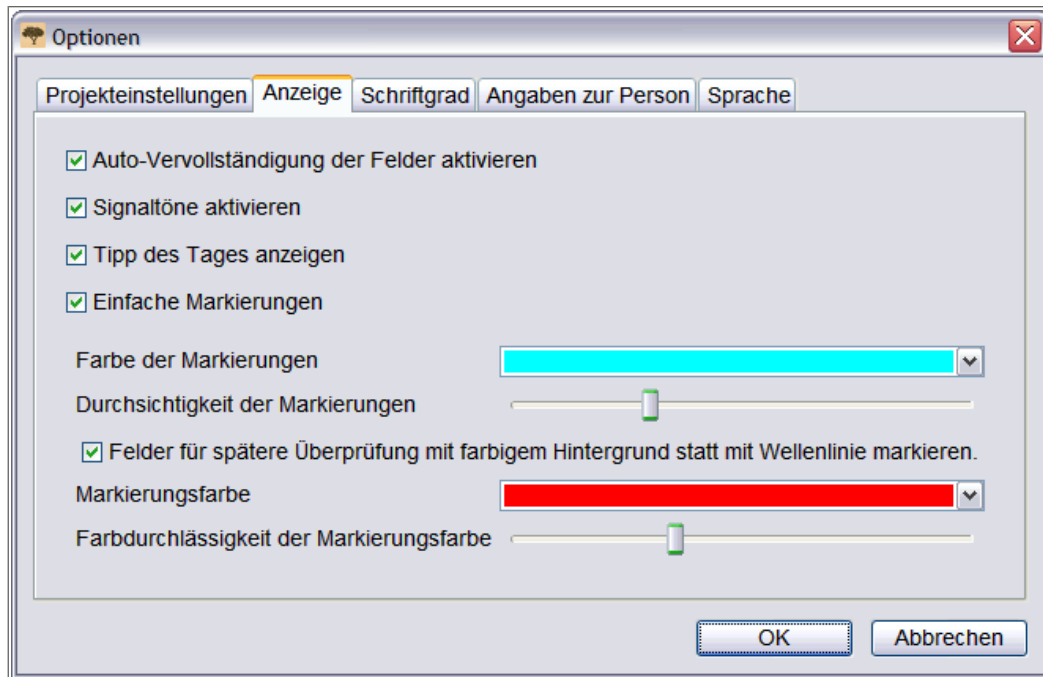 Optionen
Projekteinstellungen Anzeige Schriftgrad Angaben zur Person Sprache
Auto-Vervollständigung der Felder aktivieren
Signaltöne aktivieren
Tipp des Tages anzeigen
Einfache Markierungen
Farbe der Markierungen
Durchsichtigkeit der Markierungen
Felder für spätere Überprüfung mit farbigem Hintergrund statt mit Wellenlinie markieren.
Markierungsfarbe
Farbdurchlässigkeit der Markierungsfarbe
OK Abbrechen